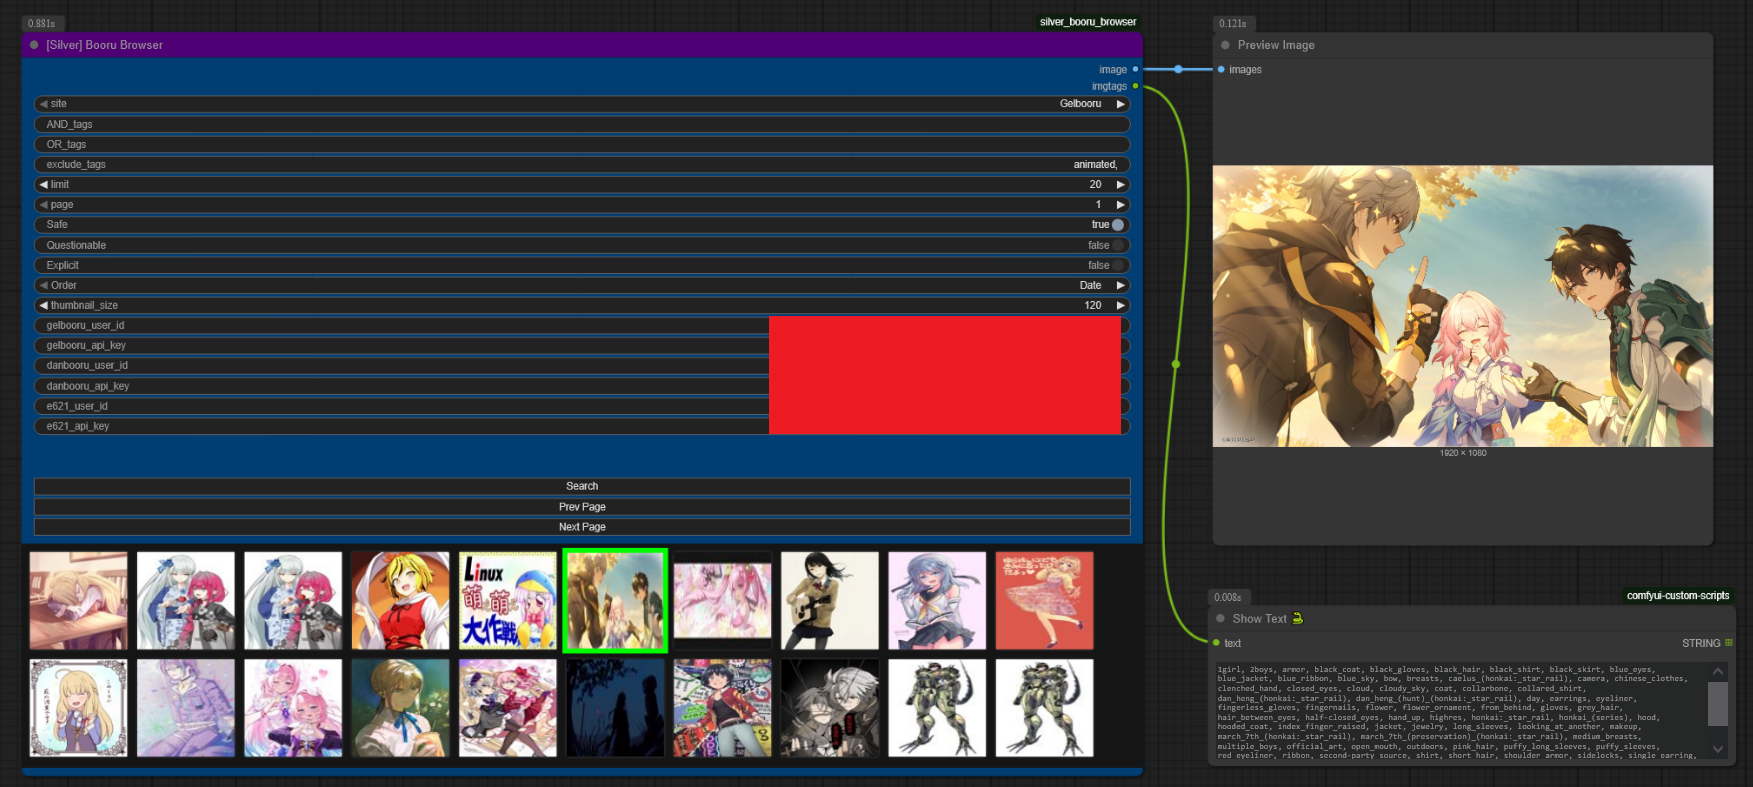 0.881s
silver_booru_browser
[Silver] Booru Browser
image
imgtags
site
Gelbooru
AND_tags
OR_tags
exclude_tags
animated,
limit
20
page
1
Safe
true
Questionable
false
Explicit
false
Order
Date
thumbnail_size
120
gelbooru_user_id
gelbooru_api_key
danbooru_user_id
danbooru_api_key
e621_user_id
e621_api_key
Search
Prev Page
Next Page
Linux
萌え萌え
大作戦
0.121s
Preview Image
images
1920 × 1080
0.008s
comfyui-custom-scripts
Show Text
text
STRING
1girl, 2boys, armor, black_coat, black_gloves, black_hair, black_shirt, black_skirt, blue_eyes,
blue_jacket, blue_ribbon, blue_sky, bow, breasts, caelus_(honkai:_star_rail), camera, chinese_clothes,
clenched_hand, closed_eyes, cloud, cloudy_sky, coat, collarbone, collared_shirt,
dan_heng_(honkai:_star_rail), dan_heng_(hunt)_(honkai:_star_rail), day, earrings, eyeliner,
fingerless_gloves, fingernails, flower, flower_ornament, from_behind, gloves, grey_hair,
hair_between_eyes, half-closed_eyes, hand_up, highres, honkai:_star_rail, honkai_(series), hood,
hooded_coat, index_finger_raised, jacket, jewelry, long_sleeves, looking_at_another, makeup,
march_7th_(honkai:_star_rail), march_7th_(preservation)_(honkai:_star_rail), medium_breasts,
multiple_boys, official_art, open_mouth, outdoors, pink_hair, puffy_long_sleeves, puffy_sleeves,
red_eyeliner, ribbon, second-party_source, shirt, short_hair, shoulder_armor, sidelocks, single_earring,